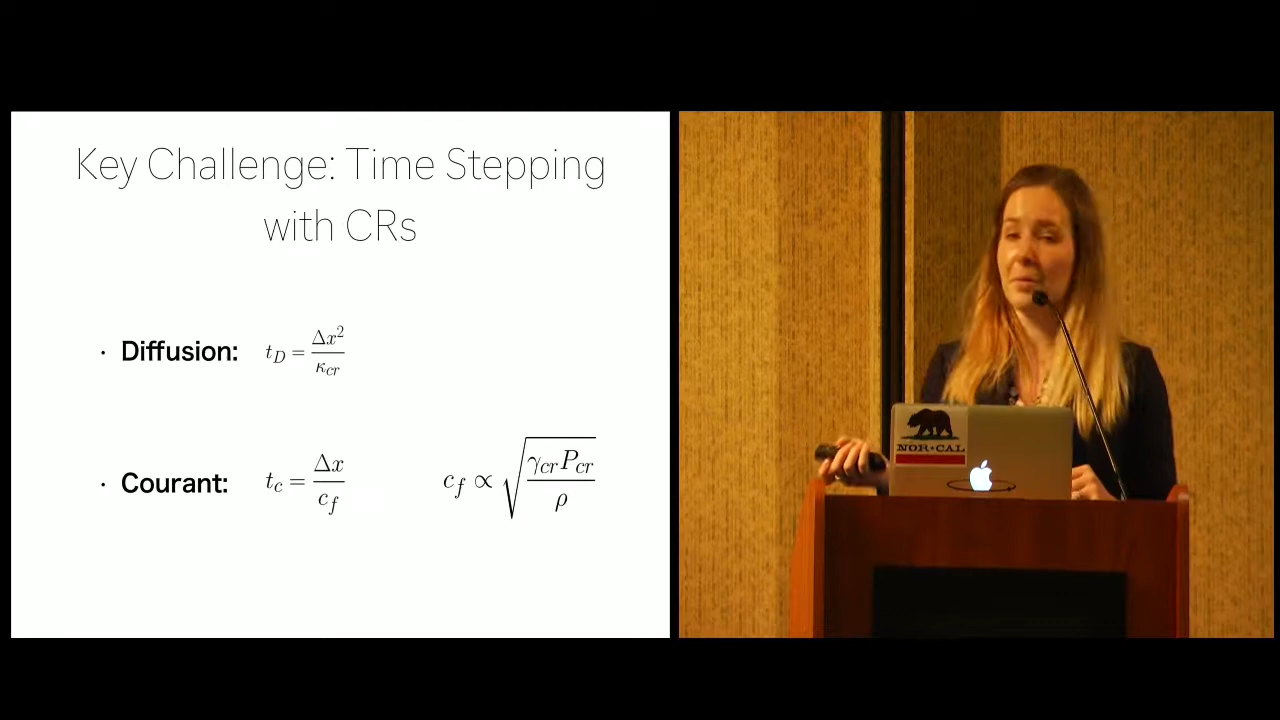 Key Challenge: Time Stepping
with CRs
• Diffusion: t_D = Δx² / κ_cr
• Courant: t_c = Δx / c_f    c_f ∝ √(γ_cr P_cr / ρ)
NOR•CAL